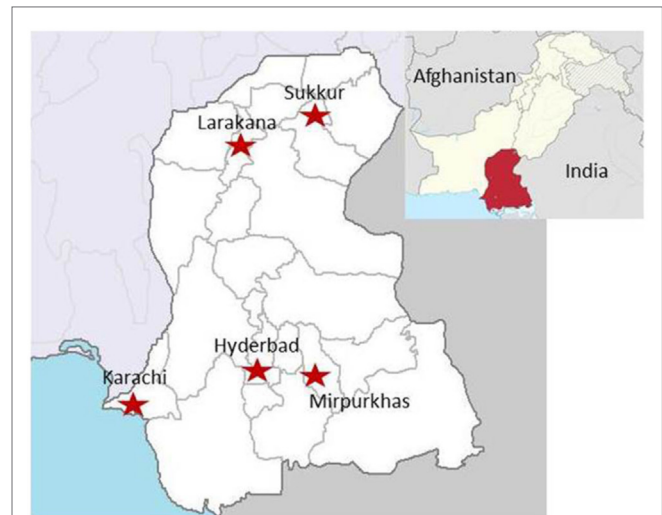 Afghanistan
India
Sukkur
Larakana
Hyderbad
Karachi
Mirpurkhas